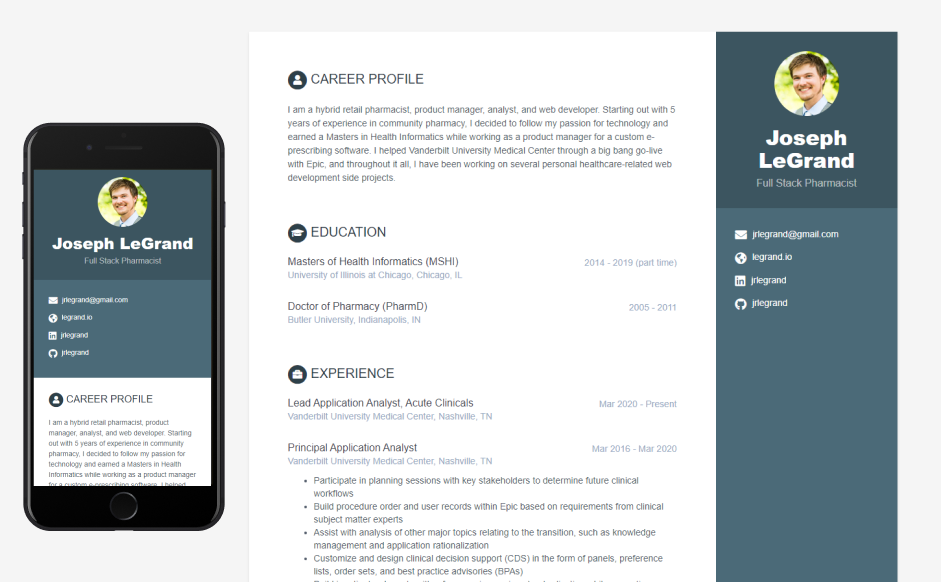 Joseph LeGrand
Full Stack Pharmacist
jrlegrand@gmail.com
legrand.io
jrlegrand
jrlegrand
CAREER PROFILE
I am a hybrid retail pharmacist, product
manager, analyst, and web developer. Starting
out with 5 years of experience in community
pharmacy, I decided to follow my passion for
technology and earned a Masters in Health
Informatics while working as a product manager
for a custom e-prescribing software. I helped
CAREER PROFILE
I am a hybrid retail pharmacist, product manager, analyst, and web developer. Starting out with 5
years of experience in community pharmacy, I decided to follow my passion for technology and
earned a Masters in Health Informatics while working as a product manager for a custom e-
prescribing software. I helped Vanderbilt University Medical Center through a big bang go-live
with Epic, and throughout it all, I have been working on several personal healthcare-related web
development side projects.
EDUCATION
Masters of Health Informatics (MSHI) 2014 - 2019 (part time)
University of Illinois at Chicago, Chicago, IL
Doctor of Pharmacy (PharmD) 2005 - 2011
Butler University, Indianapolis, IN
EXPERIENCE
Lead Application Analyst, Acute Clinicals Mar 2020 - Present
Vanderbilt University Medical Center, Nashville, TN
Principal Application Analyst Mar 2016 - Mar 2020
Vanderbilt University Medical Center, Nashville, TN
• Participate in planning sessions with key stakeholders to determine future clinical
workflows
• Build procedure order and user records within Epic based on requirements from clinical
subject matter experts
• Assist with analysis of other major topics relating to the transition, such as knowledge
management and application rationalization
• Customize and design clinical decision support (CDS) in the form of panels, preference
lists, order sets, and best practice advisories (BPAs)
Joseph
LeGrand
Full Stack Pharmacist
jrlegrand@gmail.com
legrand.io
jrlegrand
jrlegrand